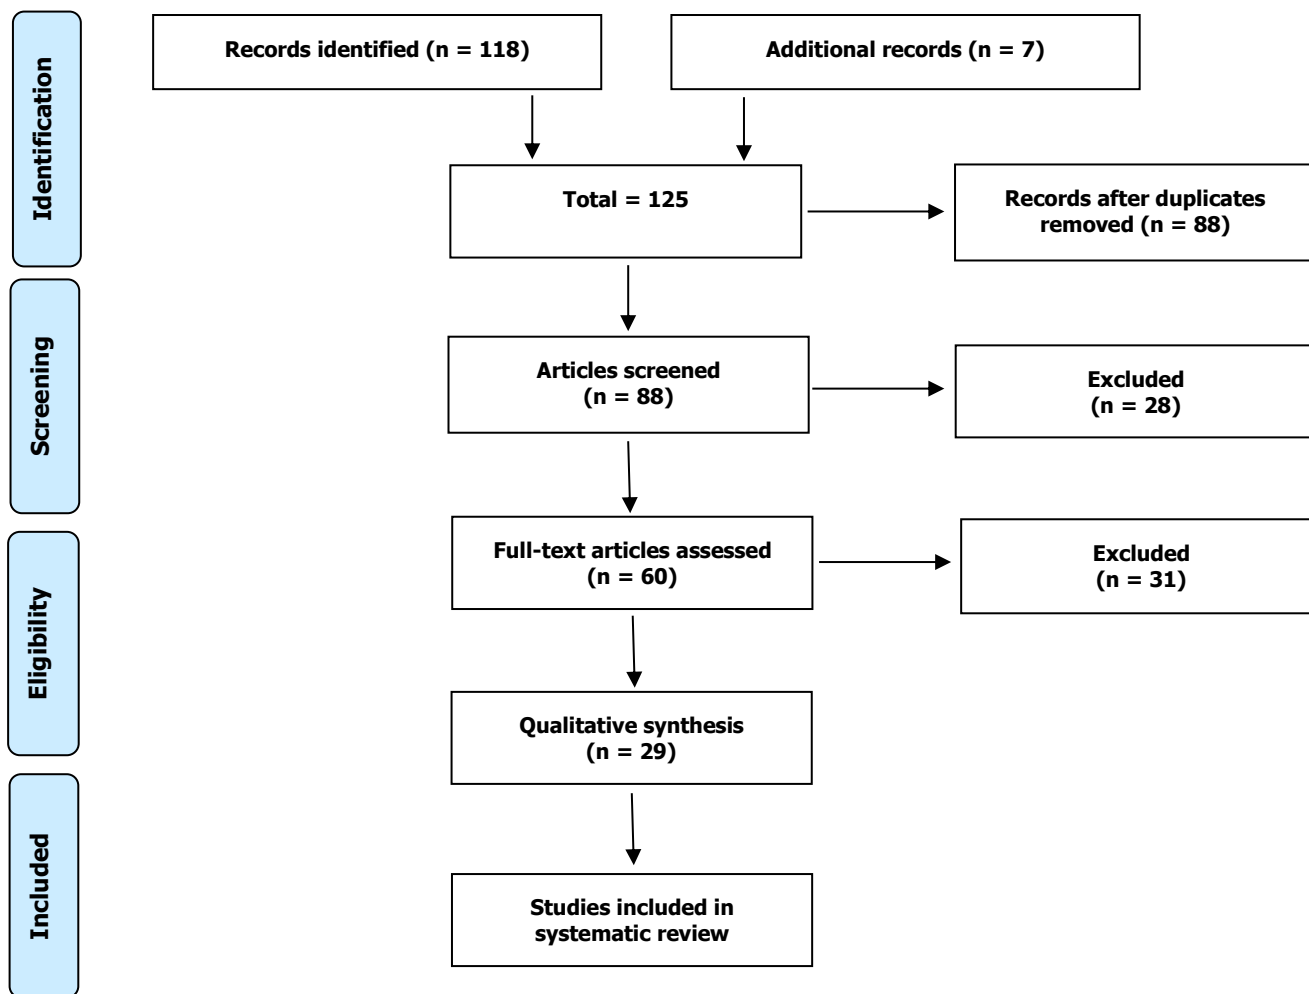 Identification
Records identified (n = 118)
Additional records (n = 7)
Total = 125
Records after duplicates
removed (n = 88)
Screening
Articles screened
(n = 88)
Excluded
(n = 28)
Eligibility
Full-text articles assessed
(n = 60)
Excluded
(n = 31)
Qualitative synthesis
(n = 29)
Included
Studies included in
systematic review